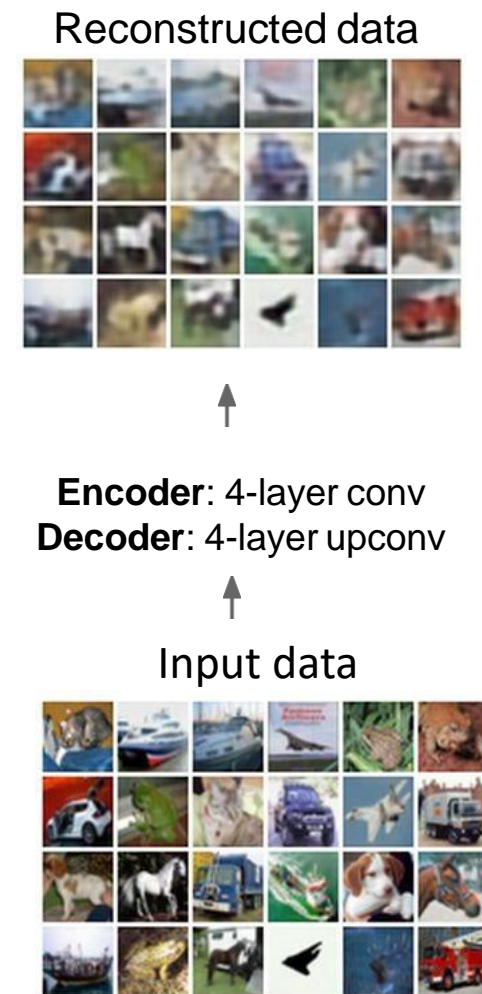 Reconstructed data
Encoder: 4-layer conv
Decoder: 4-layer upconv
Input data